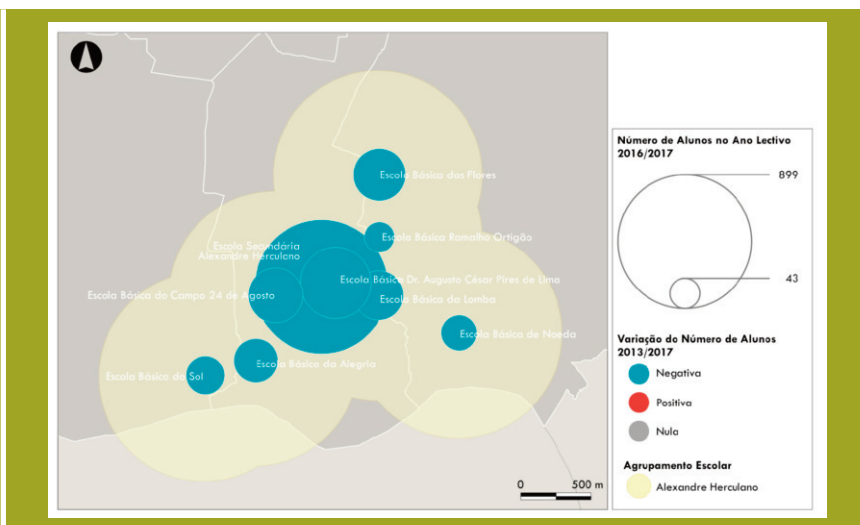 Escola Básica das Flores
Escola Básica Ramalho Ortigão
Escola Secundária
Alexandre Herculano
Escola Básica Dr. Augusto César Pires de Lima
Escola Básica do Campo 24 de Agosto
Escola Básica da Lomba
Escola Básica de Noeda
Escola Básica da Alegria
Escola Básica do Sol
0 500 m
Número de Alunos no Ano Lectivo
2016/2017
899
43
Variação do Número de Alunos
2013/2017
Negativa
Positiva
Nula
Agrupamento Escolar
Alexandre Herculano